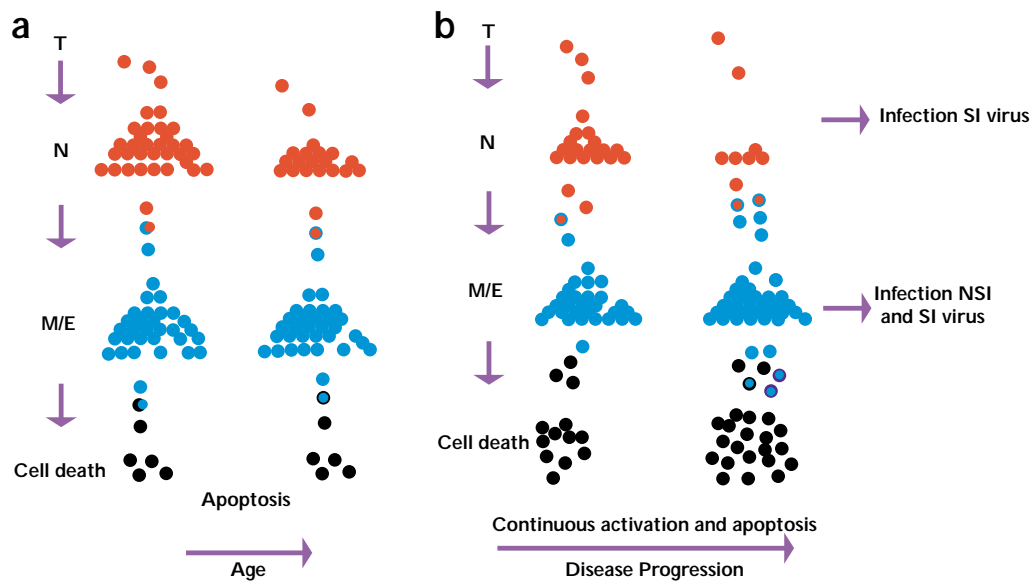 a
T
N
M/E
Cell death
Apoptosis
Age
b
T
N
M/E
Cell death
Infection SI virus
Infection NSI
and SI virus
Continuous activation and apoptosis
Disease Progression